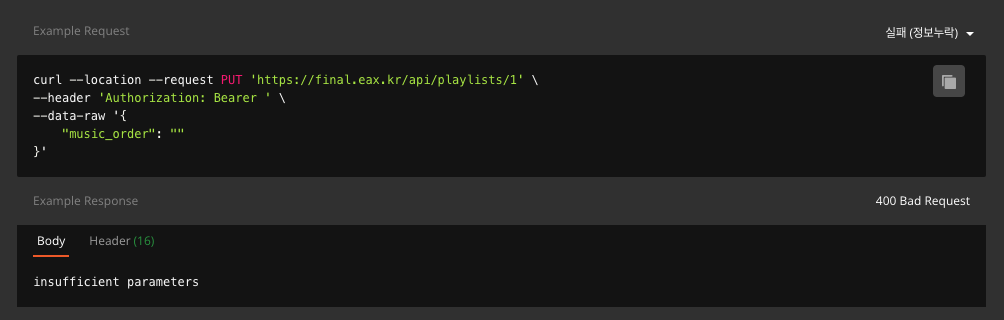 Example Request
실패 (정보누락)
curl --location --request PUT 'https://final.eax.kr/api/playlists/1' \
--header 'Authorization: Bearer ' \
--data-raw '{
    "music_order": ""
}'
Example Response
400 Bad Request
Body Header (16)
insufficient parameters